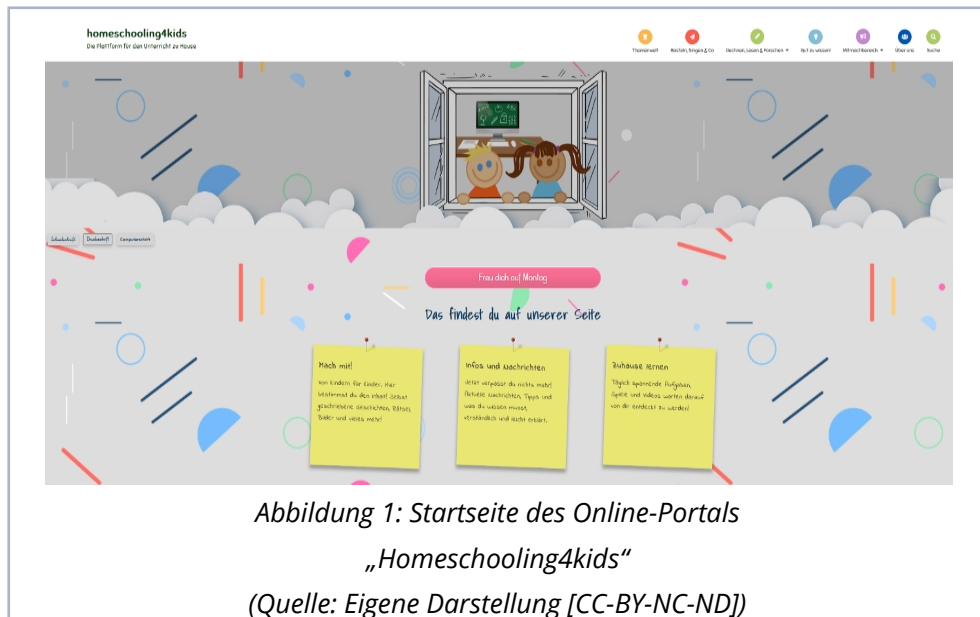 homeschooling4kids
Die Plattform für den Unterricht zu Hause
Themenwelt
Basteln, Singen & Co
Rechnen, Lesen & Forschen
Gut zu wissen!
Mitmachbereich
Über uns
Suche
Schulschrift
Druckschrift
Computerschrift
Freu dich auf Montag
Das findest du auf unserer Seite
Mach mit!
Von Kindern für Kinder. Hier
bestimmst du den Inhalt! Selbst
geschriebene Geschichten, Rätsel,
Bilder und vieles mehr!
Infos und Nachrichten
Jetzt verpasst du nichts mehr!
Aktuelle Nachrichten, Tipps und
was du wissen musst,
verständlich und leicht erklärt.
Zuhause lernen
Täglich spannende Aufgaben,
Spiele und Videos warten darauf
von dir entdeckt zu werden!
Abbildung 1: Startseite des Online-Portals
„Homeschooling4kids“
(Quelle: Eigene Darstellung [CC-BY-NC-ND])